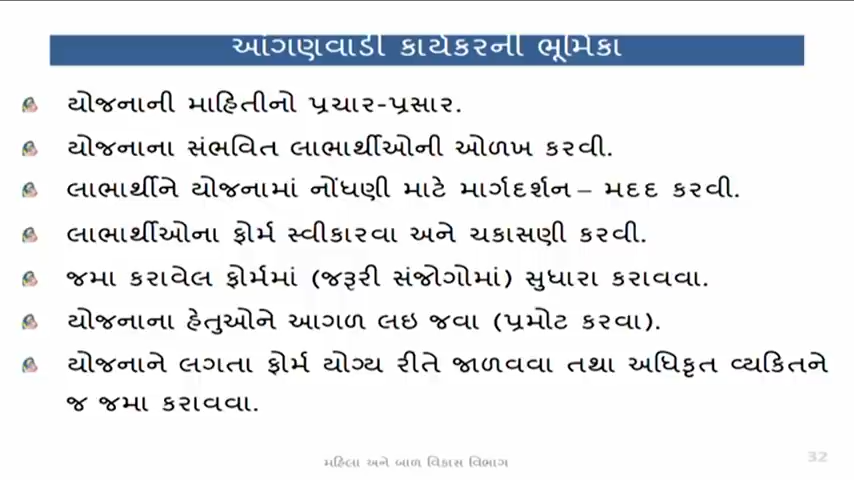 આંગણવાડી કાર્યકરની ભૂમિકા
યોજનાની માહિતીનો પ્રચાર-પ્રસાર.
યોજનાના સંભવિત લાભાર્થીઓની ઓળખ કરવી.
લાભાર્થીને યોજનામાં નોંધણી માટે માર્ગદર્શન – મદદ કરવી.
લાભાર્થીઓના ફોર્મ સ્વીકારવા અને ચકાસણી કરવી.
જમા કરાવેલ ફોર્મમાં (જરૂરી સંજોગોમાં) સુધારા કરાવવા.
યોજનાના હેતુઓને આગળ લઇ જવા (પ્રમોટ કરવા).
યોજનાને લગતા ફોર્મ યોગ્ય રીતે જાળવવા તથા અધિકૃત વ્યકિતને
જ જમા કરાવવા.
મહિલા અને બાળ વિકાસ વિભાગ
32